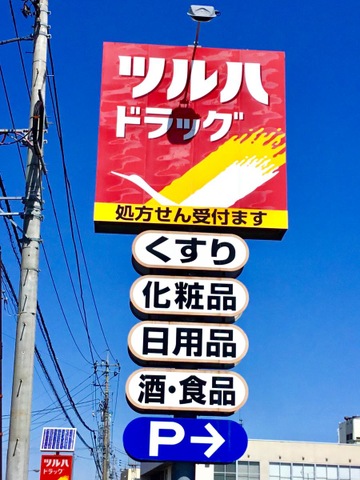 ツルハ
ドラッグ
処方せん受付ます
くすり
化粧品
日用品
酒・食品
P→
ツルハ
ドラッグ